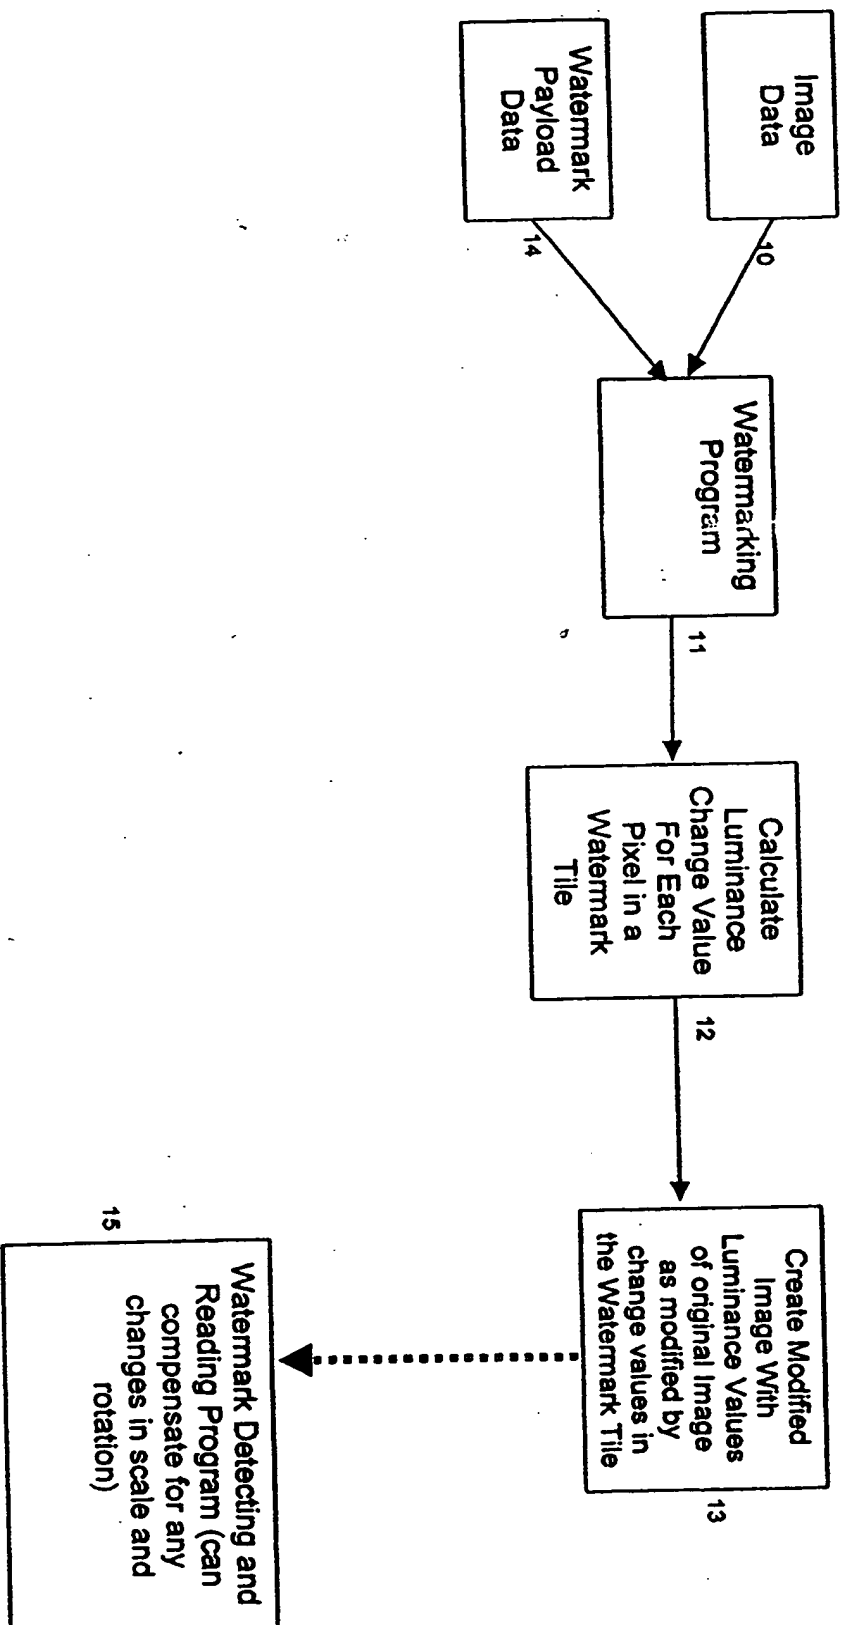 Image
Data
10
Watermark
Payload
Data
14
Watermarking
Program
11
Calculate
Luminance
Change Value
For Each
Pixel in a
Watermark
Tile
12
Create Modified
Image With
Luminance Values
of original Image
as modified by
change values in
the Watermark Tile
13
15
Watermark Detecting and
Reading Program (can
compensate for any
changes in scale and
rotation)